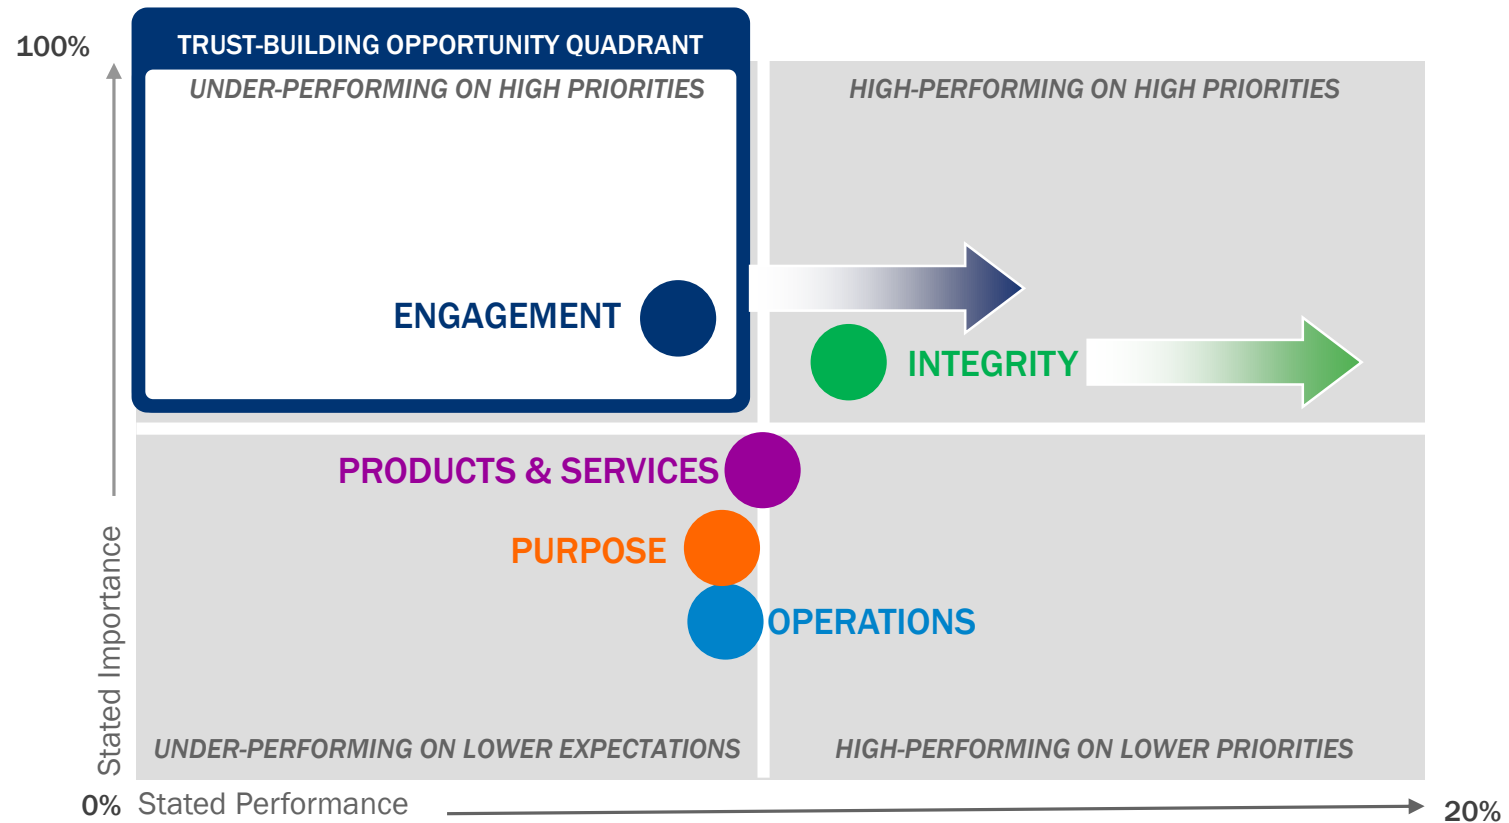 TRUST-BUILDING OPPORTUNITY QUADRANT
100%
UNDER-PERFORMING ON HIGH PRIORITIES
HIGH-PERFORMING ON HIGH PRIORITIES
ENGAGEMENT
INTEGRITY
PRODUCTS & SERVICES
PURPOSE
OPERATIONS
Stated Importance
UNDER-PERFORMING ON LOWER EXPECTATIONS
HIGH-PERFORMING ON LOWER PRIORITIES
0%
Stated Performance
20%